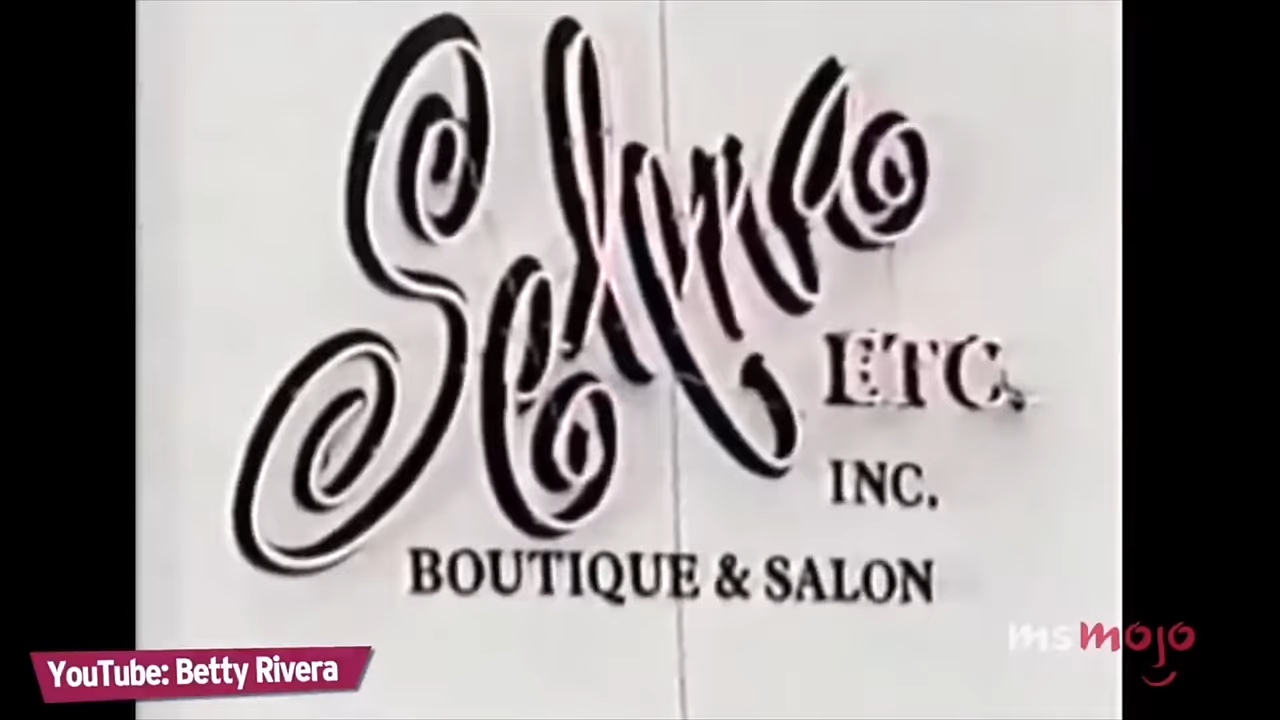 Selena
ETC.
INC.
BOUTIQUE & SALON
msmojo
YouTube: Betty Rivera